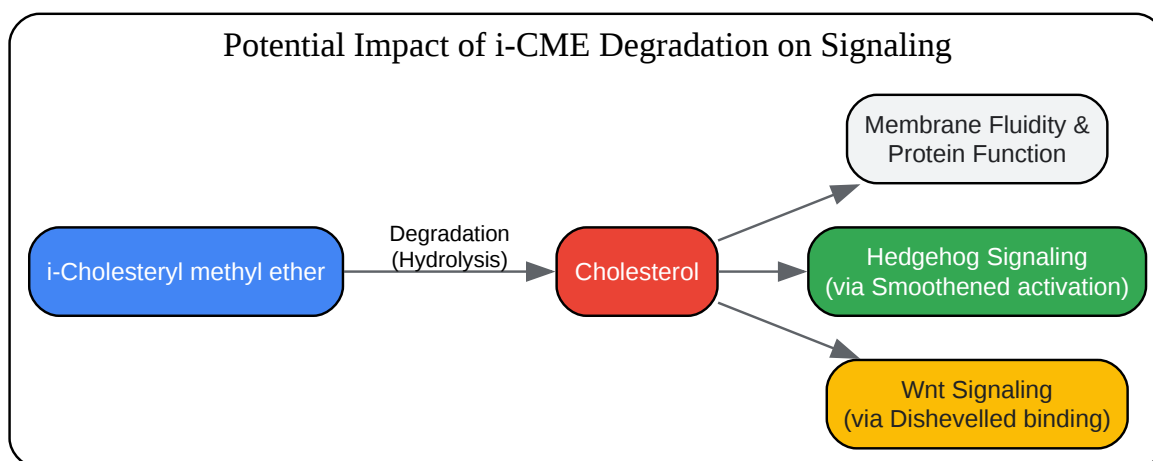 Potential Impact of i-CME Degradation on Signaling
Membrane Fluidity &
Protein Function
i-Cholesteryl methyl ether
Degradation
(Hydrolysis)
Cholesterol
Hedgehog Signaling
(via Smoothened activation)
Wnt Signaling
(via Dishevelled binding)